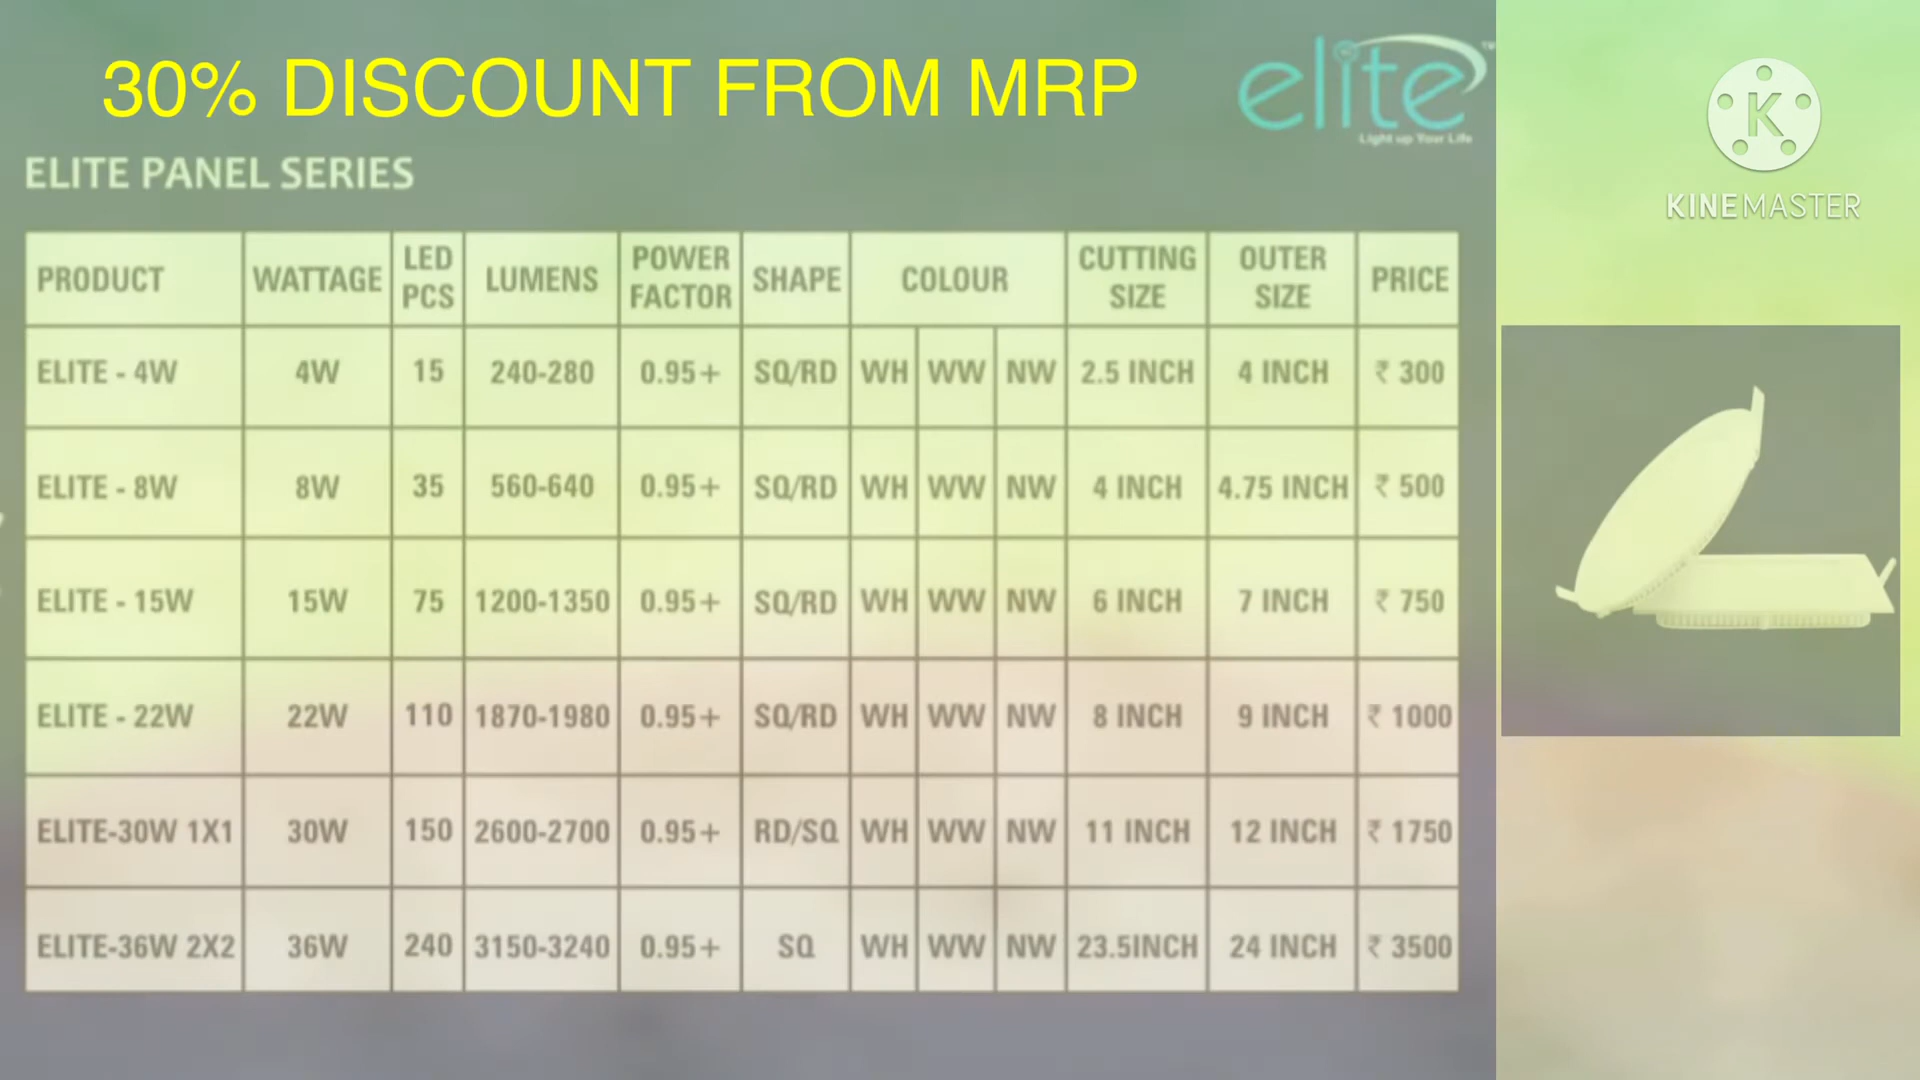 30% DISCOUNT FROM MRP
elite™
Light up Your Life
KINEMASTER
ELITE PANEL SERIES
PRODUCT WATTAGE LED PCS LUMENS POWER FACTOR SHAPE COLOUR CUTTING SIZE OUTER SIZE PRICE
ELITE - 4W 4W 15 240-280 0.95+ SQ/RD WH WW NW 2.5 INCH 4 INCH ₹ 300
ELITE - 8W 8W 35 560-640 0.95+ SQ/RD WH WW NW 4 INCH 4.75 INCH ₹ 500
ELITE - 15W 15W 75 1200-1350 0.95+ SQ/RD WH WW NW 6 INCH 7 INCH ₹ 750
ELITE - 22W 22W 110 1870-1980 0.95+ SQ/RD WH WW NW 8 INCH 9 INCH ₹ 1000
ELITE-30W 1X1 30W 150 2600-2700 0.95+ RD/SQ WH WW NW 11 INCH 12 INCH ₹ 1750
ELITE-36W 2X2 36W 240 3150-3240 0.95+ SQ WH WW NW 23.5INCH 24 INCH ₹ 3500